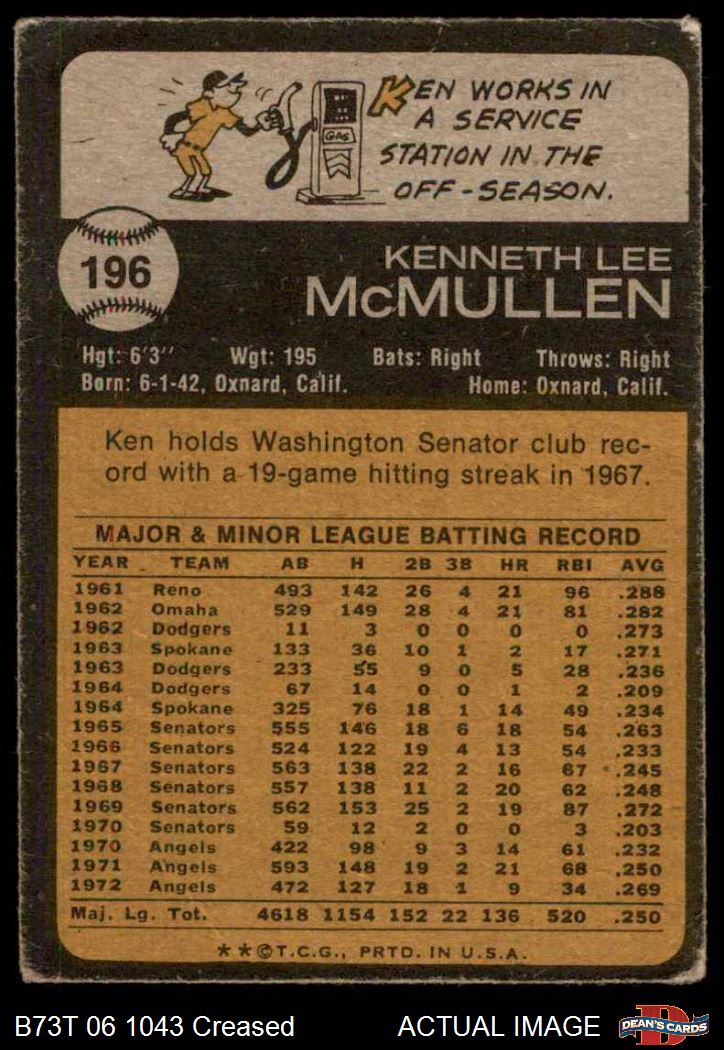 KEN WORKS IN
A SERVICE
STATION IN THE
OFF-SEASON.
GAS
196
KENNETH LEE
McMULLEN
Hgt: 6'3'' Wgt: 195 Bats: Right Throws: Right
Born: 6-1-42, Oxnard, Calif. Home: Oxnard, Calif.
Ken holds Washington Senator club rec-
ord with a 19-game hitting streak in 1967.
MAJOR & MINOR LEAGUE BATTING RECORD
YEAR TEAM AB H 2B 3B HR RBI AVG
1961 Reno 493 142 26 4 21 96 .288
1962 Omaha 529 149 28 4 21 81 .282
1962 Dodgers 11 3 0 0 0 0 .273
1963 Spokane 133 36 10 1 2 17 .271
1963 Dodgers 233 55 9 0 5 28 .236
1964 Dodgers 67 14 0 0 1 2 .209
1964 Spokane 325 76 18 1 14 49 .234
1965 Senators 555 146 18 6 18 54 .263
1966 Senators 524 122 19 4 13 54 .233
1967 Senators 563 138 22 2 16 67 .245
1968 Senators 557 138 11 2 20 62 .248
1969 Senators 562 153 25 2 19 87 .272
1970 Senators 59 12 2 0 0 3 .203
1970 Angels 422 98 9 3 14 61 .232
1971 Angels 593 148 19 2 21 68 .250
1972 Angels 472 127 18 1 9 34 .269
Maj. Lg. Tot. 4618 1154 152 22 136 520 .250
**©T.C.G., PRTD. IN U.S.A.
B73T 06 1043 Creased ACTUAL IMAGE
D
DEAN'S CARDS